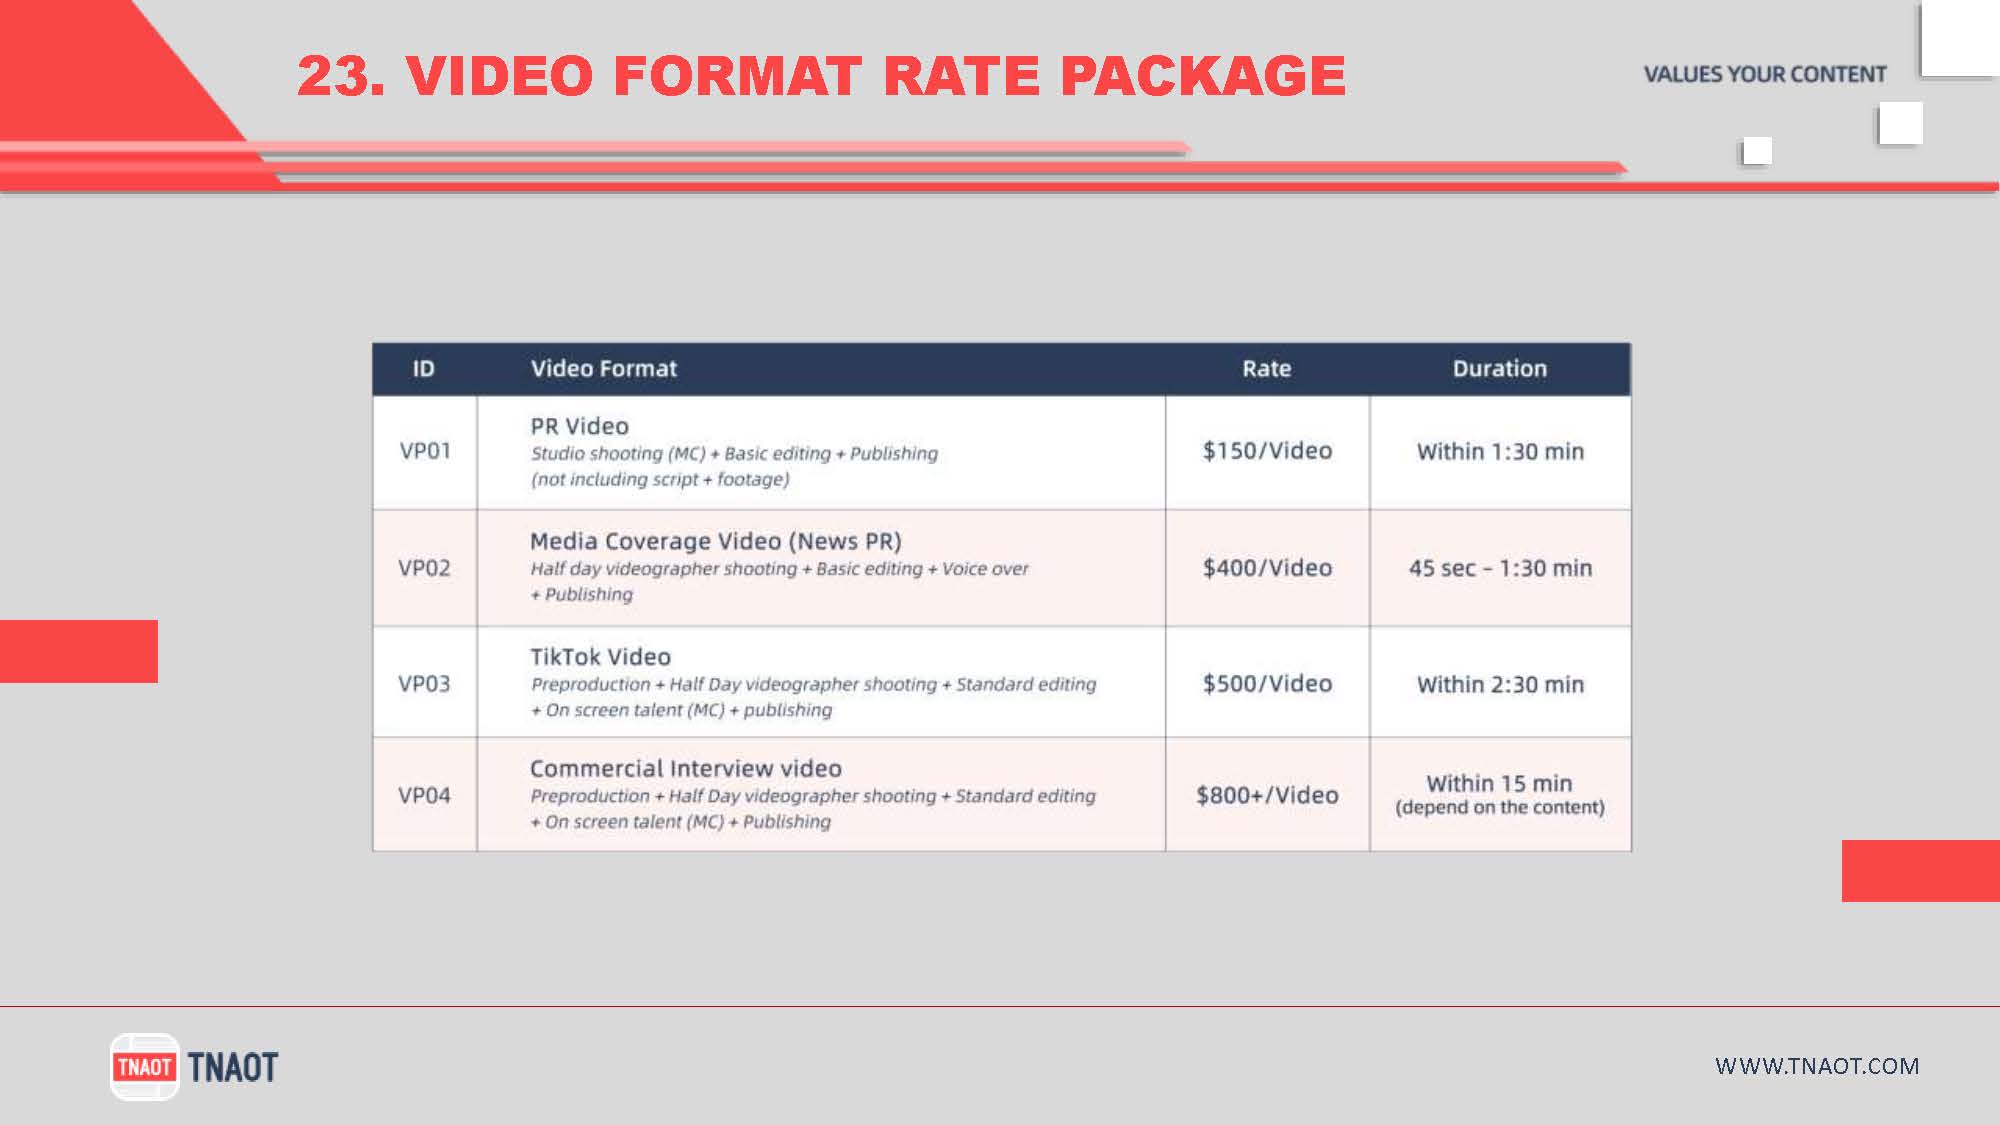 23. VIDEO FORMAT RATE PACKAGE
VALUES YOUR CONTENT
ID Video Format Rate Duration
VP01
PR Video
Studio shooting (MC) + Basic editing + Publishing
(not including script + footage)
$150/Video
Within 1:30 min
VP02
Media Coverage Video (News PR)
Half day videographer shooting + Basic editing + Voice over
+ Publishing
$400/Video
45 sec – 1:30 min
VP03
TikTok Video
Preproduction + Half Day videographer shooting + Standard editing
+ On screen talent (MC) + publishing
$500/Video
Within 2:30 min
VP04
Commercial Interview video
Preproduction + Half Day videographer shooting + Standard editing
+ On screen talent (MC) + Publishing
$800+/Video
Within 15 min
(depend on the content)
TNAOT TNAOT
WWW.TNAOT.COM